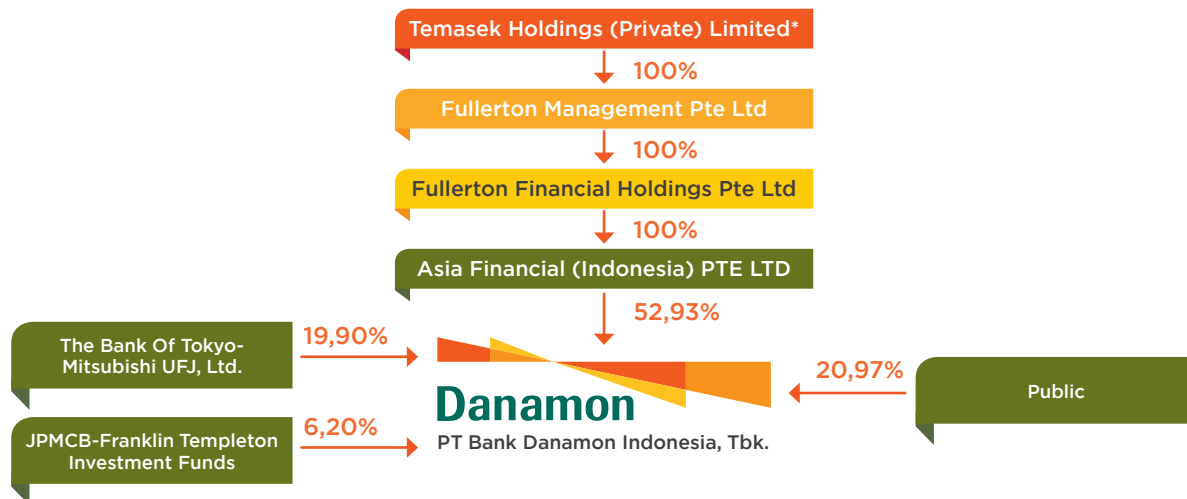 Temasek Holdings (Private) Limited*
100%
Fullerton Management Pte Ltd
100%
Fullerton Financial Holdings Pte Ltd
100%
Asia Financial (Indonesia) PTE LTD
52,93%
The Bank Of Tokyo-
Mitsubishi UFJ, Ltd.
19,90%
JPMCB-Franklin Templeton
Investment Funds
6,20%
Danamon
PT Bank Danamon Indonesia, Tbk.
20,97%
Public